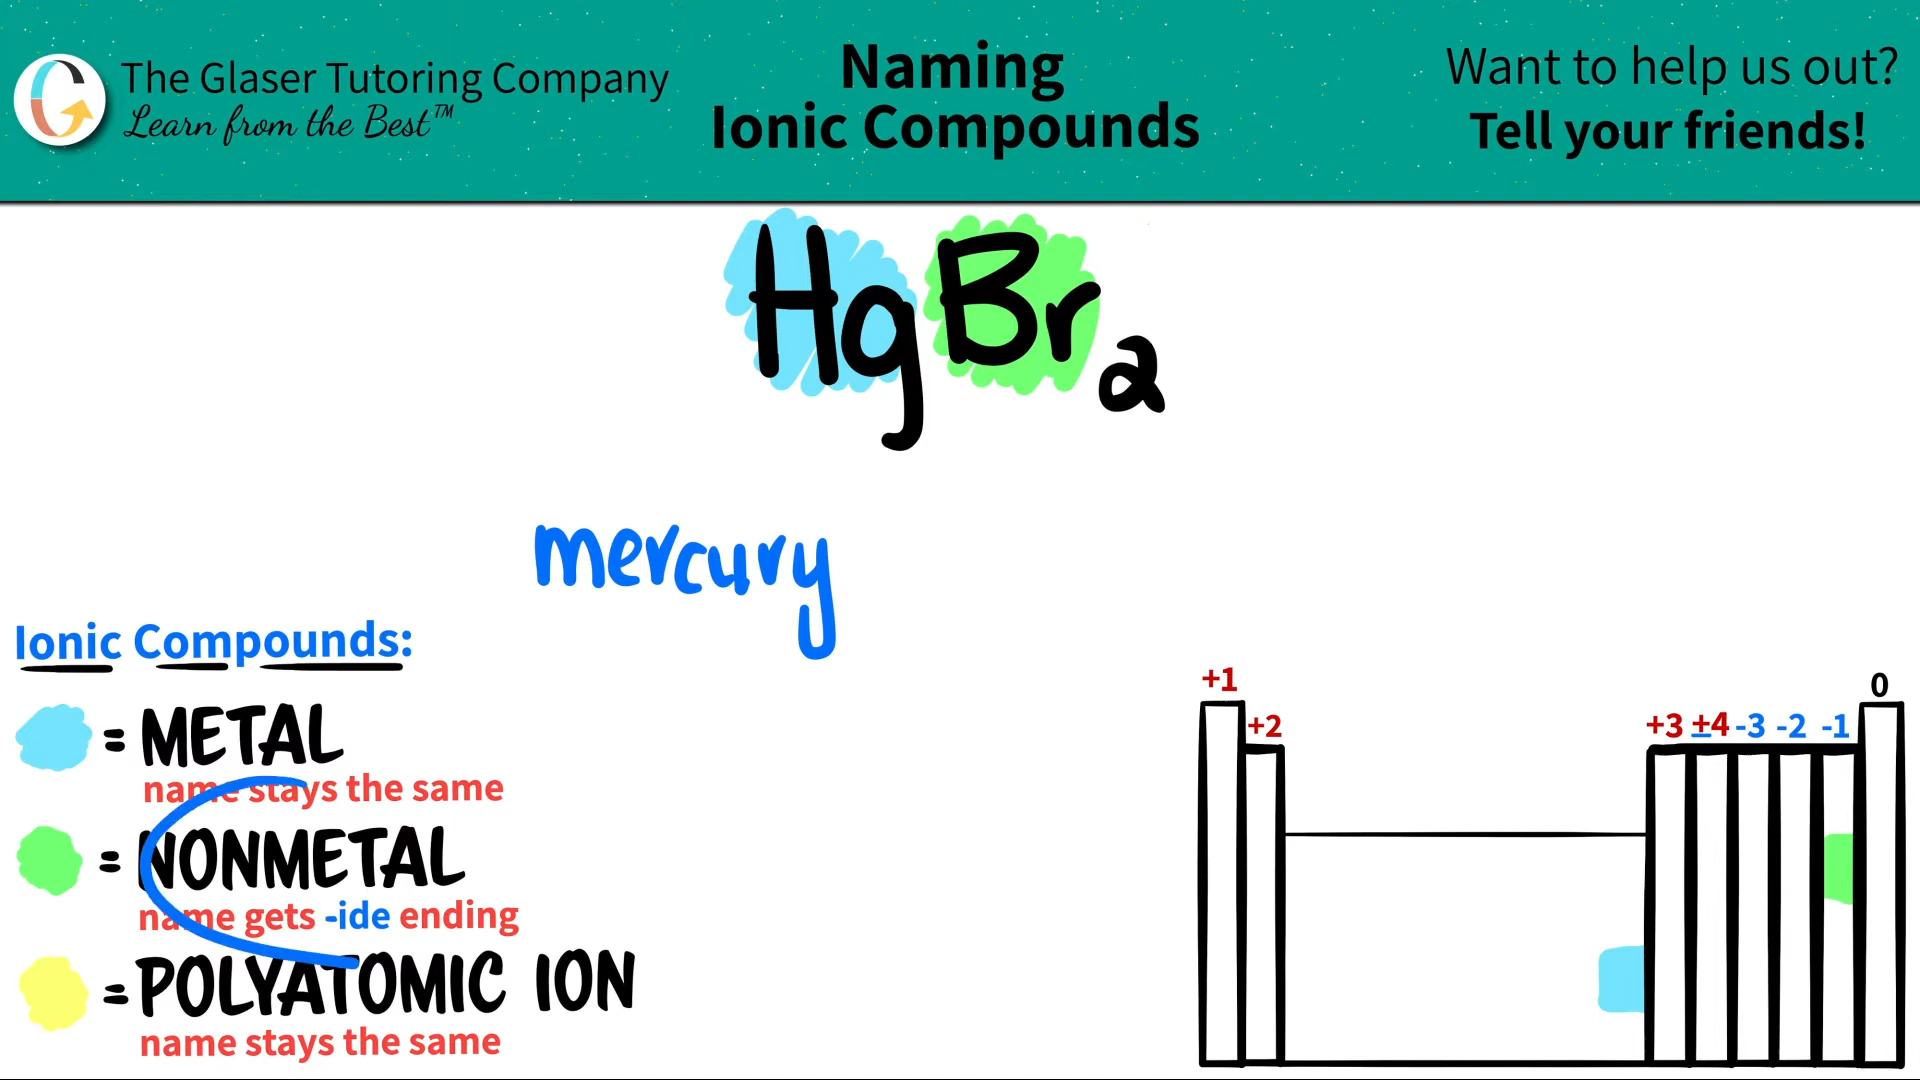 The Glaser Tutoring Company
Learn from the Best™
Naming
Ionic Compounds
Want to help us out?
Tell your friends!
HgBr₂
mercury
Ionic Compounds:
= METAL
name stays the same
= NONMETAL
name gets -ide ending
= POLYATOMIC ION
name stays the same
+1
0
+2
+3 ±4 -3 -2 -1